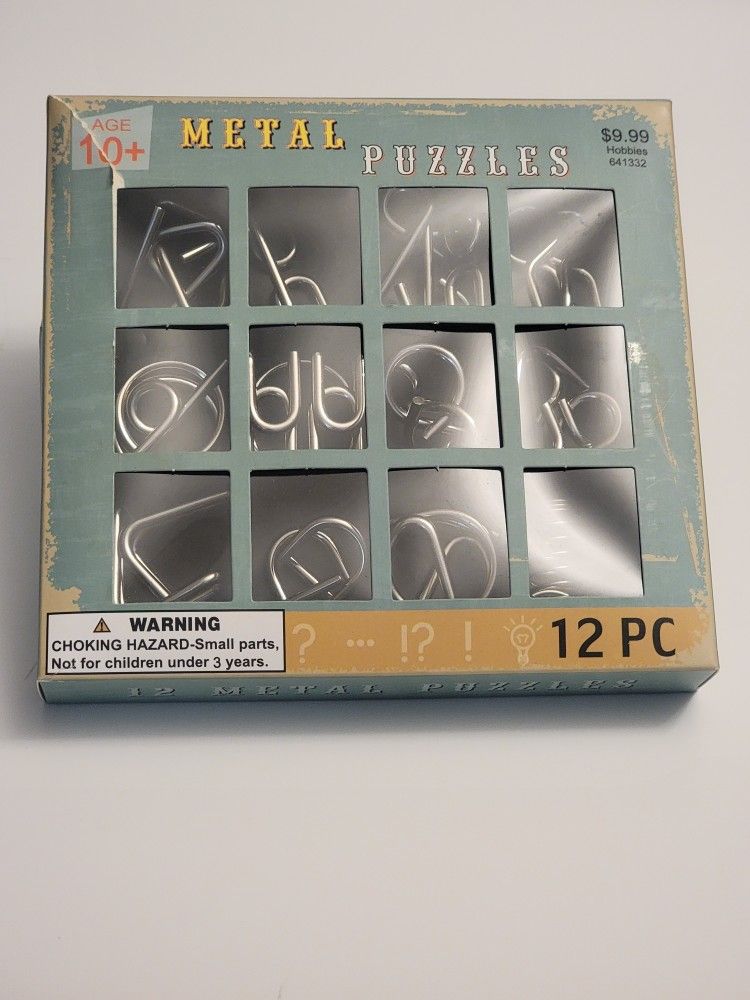 AGE
10+
METAL
PUZZLES
$9.99
Hobbies
641332
⚠ WARNING
CHOKING HAZARD-Small parts,
Not for children under 3 years.
? ... !? !
12 PC
12 METAL PUZZLES